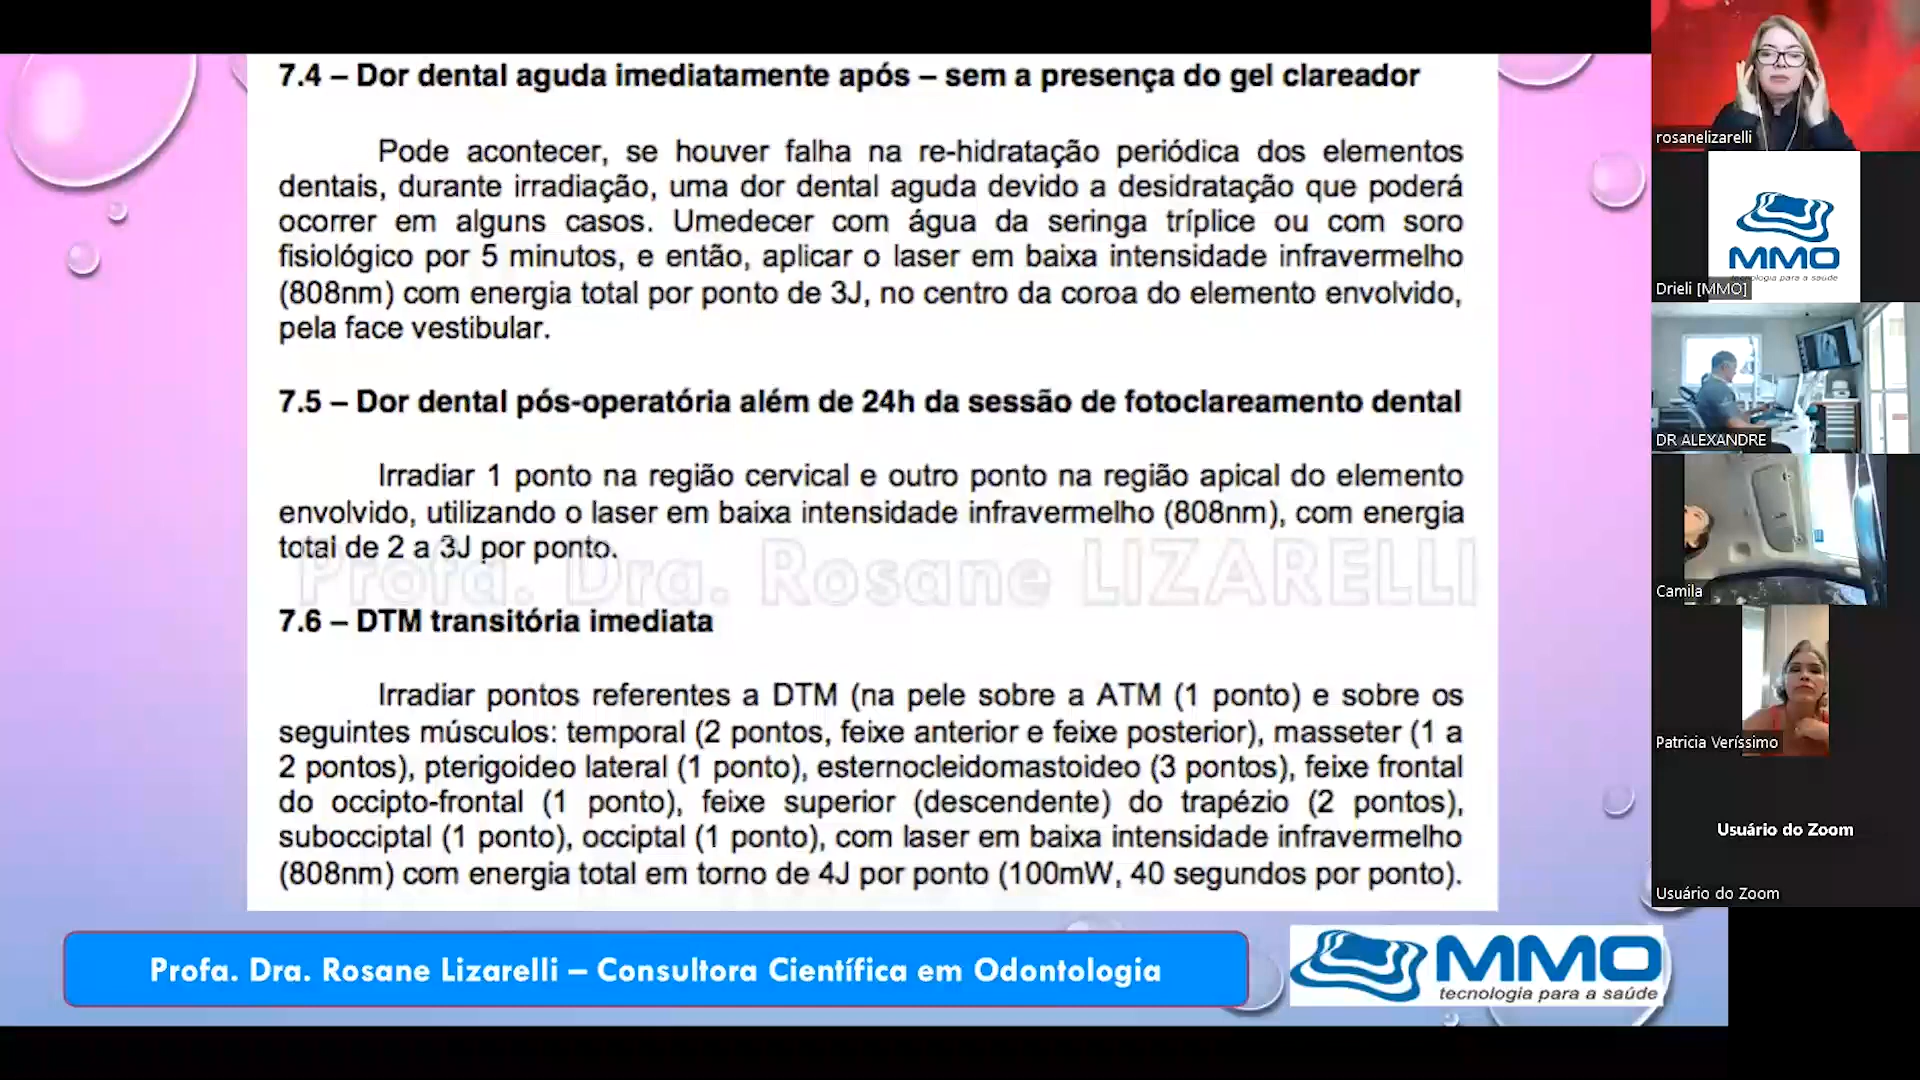 7.4 – Dor dental aguda imediatamente após – sem a presença do gel clareador
Pode acontecer, se houver falha na re-hidratação periódica dos elementos
dentais, durante irradiação, uma dor dental aguda devido a desidratação que poderá
ocorrer em alguns casos. Umedecer com água da seringa tríplice ou com soro
fisiológico por 5 minutos, e então, aplicar o laser em baixa intensidade infravermelho
(808nm) com energia total por ponto de 3J, no centro da coroa do elemento envolvido,
pela face vestibular.
7.5 – Dor dental pós-operatória além de 24h da sessão de fotoclareamento dental
Irradiar 1 ponto na região cervical e outro ponto na região apical do elemento
envolvido, utilizando o laser em baixa intensidade infravermelho (808nm), com energia
total de 2 a 3J por ponto.
Profa. Dra. Rosane LIZARELLI
7.6 – DTM transitória imediata
Irradiar pontos referentes a DTM (na pele sobre a ATM (1 ponto) e sobre os
seguintes músculos: temporal (2 pontos, feixe anterior e feixe posterior), masseter (1 a
2 pontos), pterigoideo lateral (1 ponto), esternocleidomastoideo (3 pontos), feixe frontal
do occipto-frontal (1 ponto), feixe superior (descendente) do trapézio (2 pontos),
subocciptal (1 ponto), occiptal (1 ponto), com laser em baixa intensidade infravermelho
(808nm) com energia total em torno de 4J por ponto (100mW, 40 segundos por ponto).
Profa. Dra. Rosane Lizarelli – Consultora Científica em Odontologia
MMO
tecnologia para a saúde
rosanelizarelli
MMO
tecnologia para a saúde
Drieli [MMO]
DR ALEXANDRE
Camila
Patricia Veríssimo
Usuário do Zoom
Usuário do Zoom